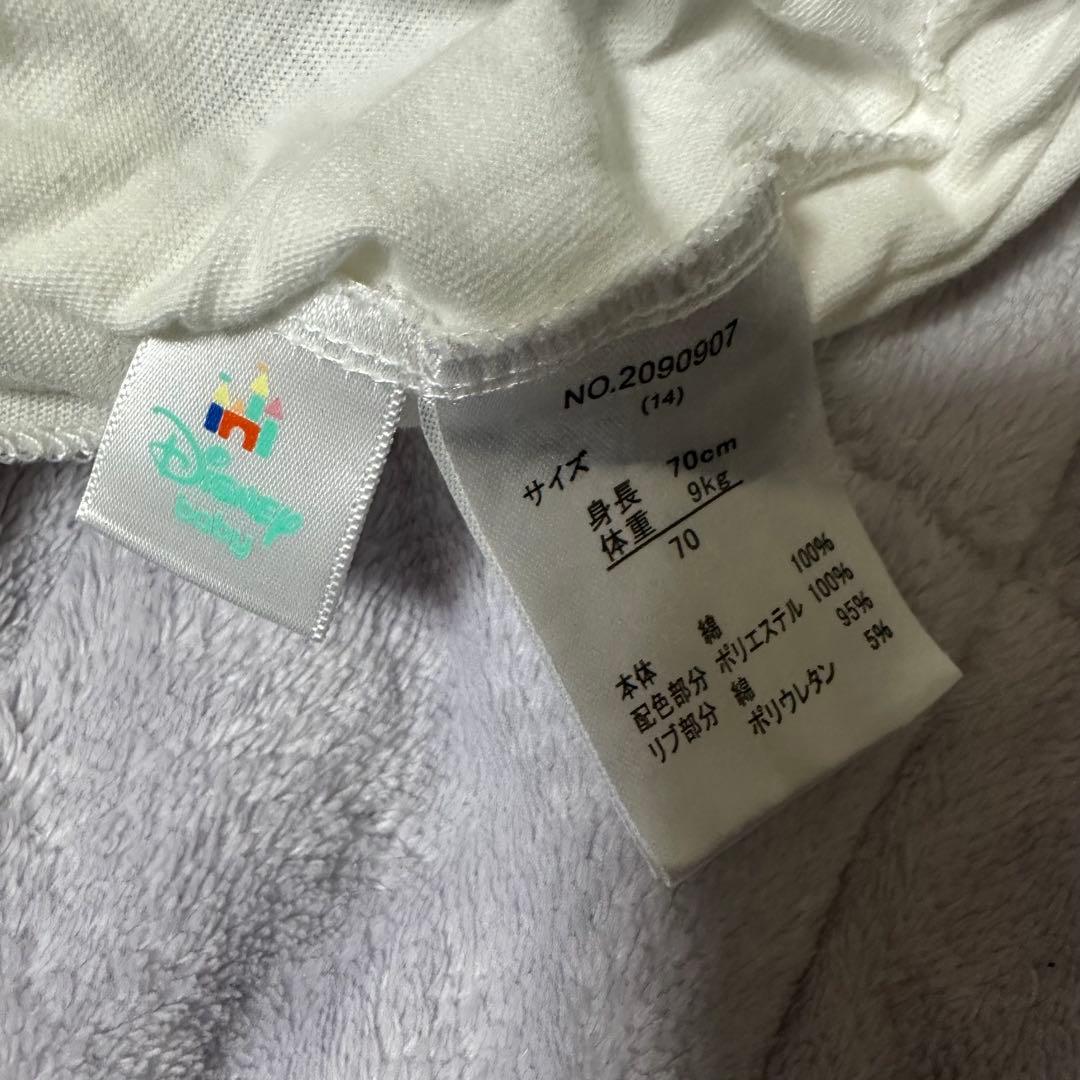 Disney
baby
NO.2090907
(14)
サイズ
身長 70cm
体重 9kg
70
本体 綿 100%
配色部分 ポリエステル 100%
リブ部分 綿 95%
ポリウレタン 5%